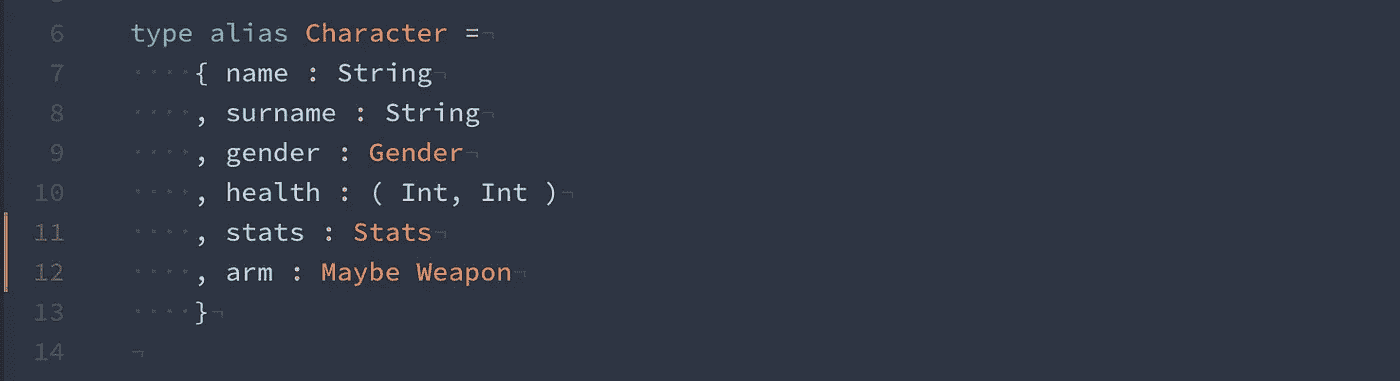 6 type alias Character =¬
7 ····{ name : String¬
8 ····, surname : String¬
9 ····, gender : Gender¬
10 ····, health : ( Int, Int )¬
11 ····, stats : Stats¬
12 ····, arm : Maybe Weapon¬
13 ····}¬
14 ¬